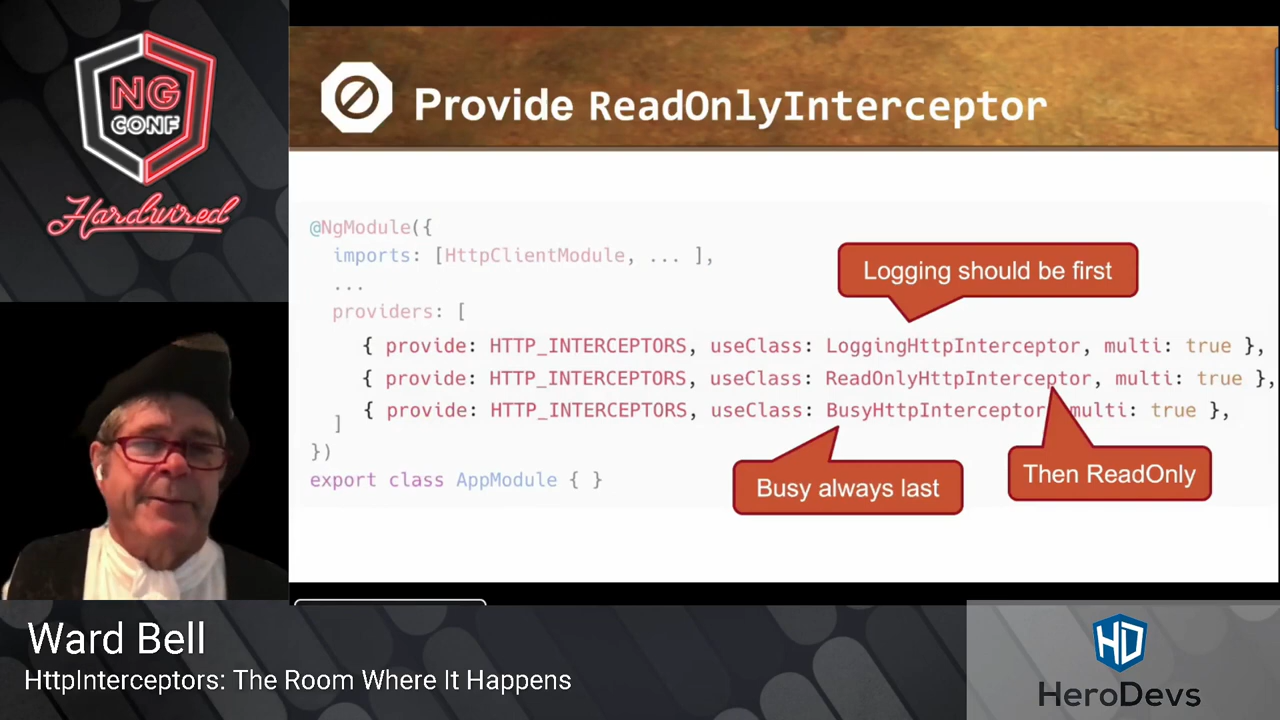 NG
CONF
Hardwired
Provide ReadOnlyInterceptor
@NgModule({
imports: [HttpClientModule, ... ],
...
providers: [
{ provide: HTTP_INTERCEPTORS, useClass: LoggingHttpInterceptor, multi: true },
{ provide: HTTP_INTERCEPTORS, useClass: ReadOnlyHttpInterceptor, multi: true },
{ provide: HTTP_INTERCEPTORS, useClass: BusyHttpInterceptor multi: true },
]
})
export class AppModule { }
Logging should be first
Then ReadOnly
Busy always last
Ward Bell
HttpInterceptors: The Room Where It Happens
HD
HeroDevs